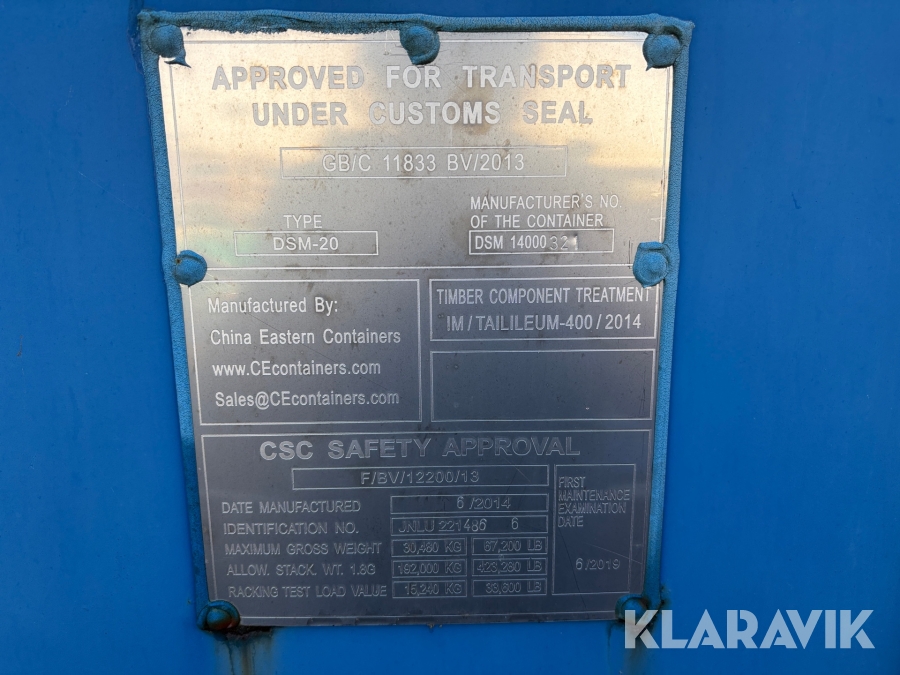 APPROVED FOR TRANSPORT
UNDER CUSTOMS SEAL
GB/C 11833 BV/2013
TYPE
DSM-20
MANUFACTURER'S NO.
OF THE CONTAINER
DSM 14000321
Manufactured By:
China Eastern Containers
www.CEcontainers.com
Sales@CEcontainers.com
TIMBER COMPONENT TREATMENT
IM / TAILILEUM-400 / 2014
CSC SAFETY APPROVAL
F/BV/12200/13
DATE MANUFACTURED 6 /2014
IDENTIFICATION NO. JNLU 221486 6
MAXIMUM GROSS WEIGHT 30,480 KG 67,200 LB
ALLOW. STACK. WT. 1.8G 192,000 KG 423,280 LB
RACKING TEST LOAD VALUE 15,240 KG 33,600 LB
FIRST
MAINTENANCE
EXAMINATION
DATE
6/2019
KLARAVIK